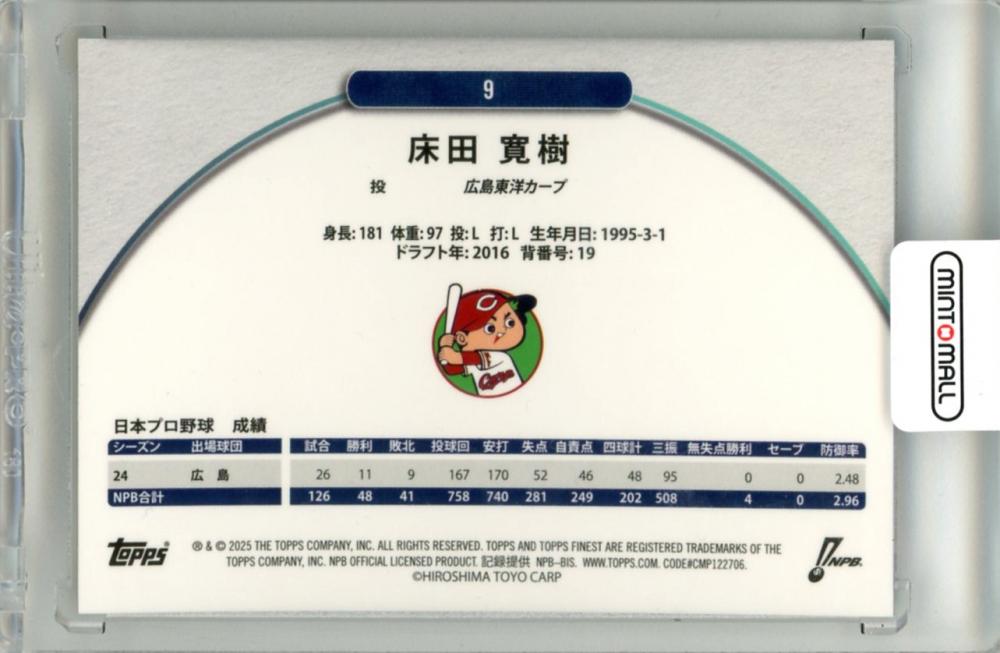 9
床田 寛樹
投 広島東洋カープ
身長: 181 体重: 97 投: L 打: L 生年月日: 1995-3-1
ドラフト年: 2016 背番号: 19
C
Carp
MINTOMALL
日本プロ野球 成績
シーズン 出場球団 試合 勝利 敗北 投球回 安打 失点 自責点 四球計 三振 無失点勝利 セーブ 防御率
24 広 島 26 11 9 167 170 52 46 48 95 0 0 2.48
NPB合計 126 48 41 758 740 281 249 202 508 4 0 2.96
topps
® & © 2025 THE TOPPS COMPANY, INC. ALL RIGHTS RESERVED. TOPPS AND TOPPS FINEST ARE REGISTERED TRADEMARKS OF THE
TOPPS COMPANY, INC. NPB OFFICIAL LICENSED PRODUCT. 記録提供 NPB–BIS. WWW.TOPPS.COM. CODE#CMP122706.
©HIROSHIMA TOYO CARP
NPB.